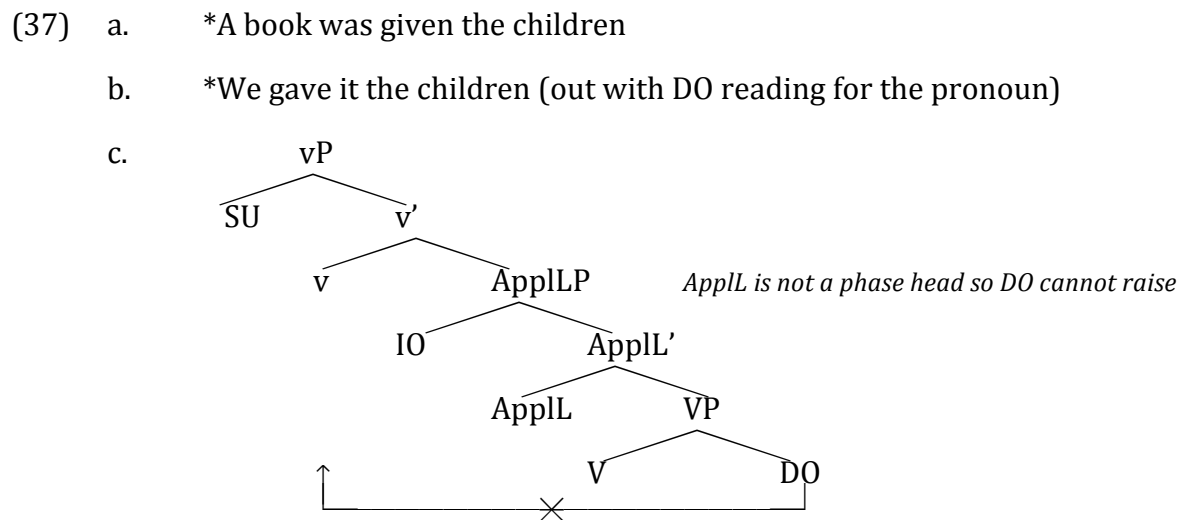 (37) a. *A book was given the children
b. *We gave it the children (out with DO reading for the pronoun)
c. vP
SU v’
v ApplLP ApplL is not a phase head so DO cannot raise
IO ApplL’
ApplL VP
V DO